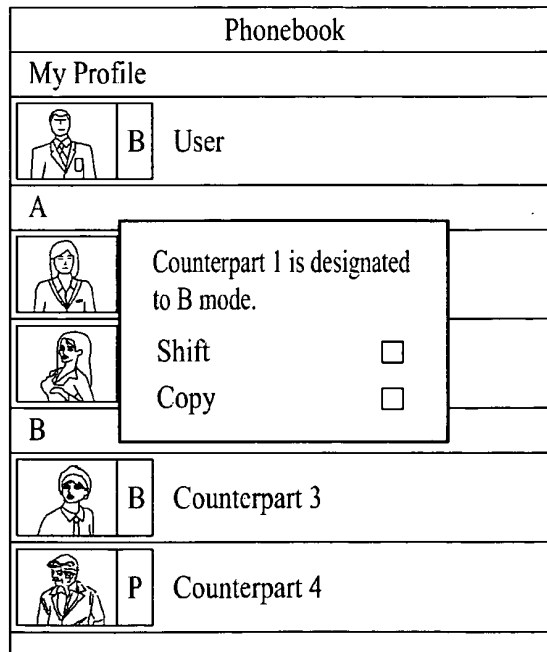 Phonebook
My Profile
B User
A
Counterpart 1 is designated
to B mode.
Shift
Copy
B
B Counterpart 3
P Counterpart 4